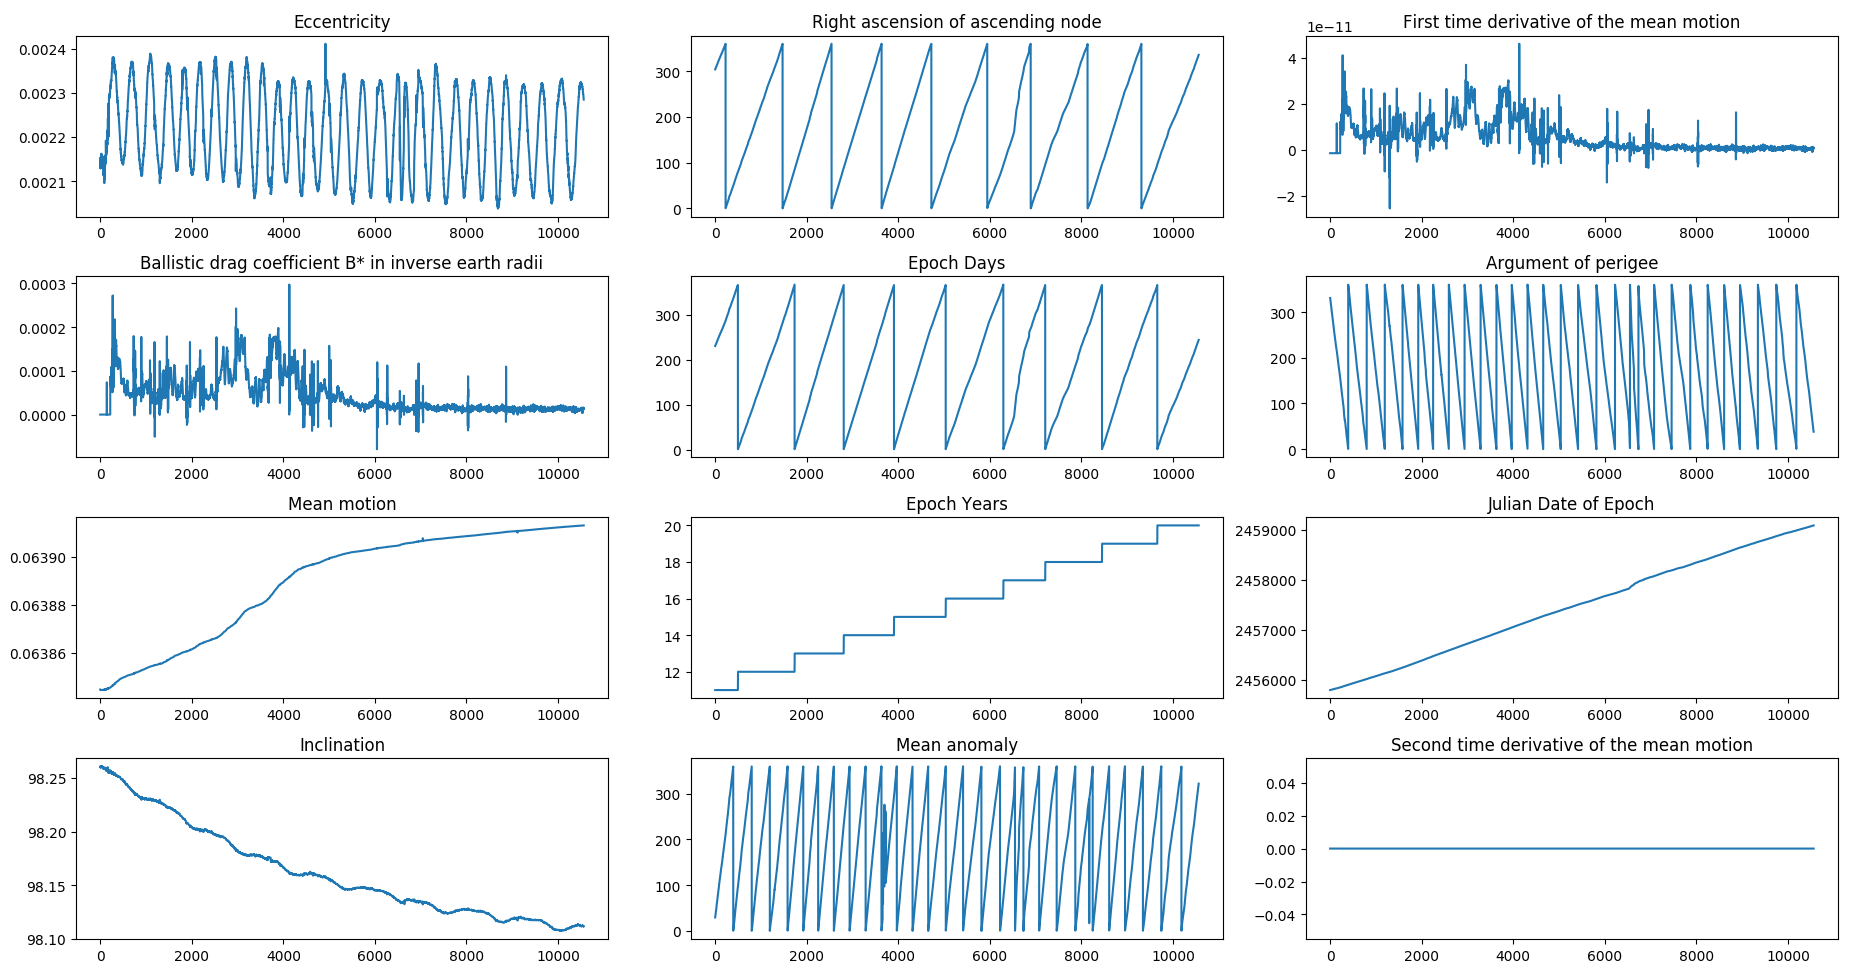 Eccentricity
0.0024
0.0023
0.0022
0.0021
0 2000 4000 6000 8000 10000
Right ascension of ascending node
300
200
100
0
0 2000 4000 6000 8000 10000
First time derivative of the mean motion
1e−11
4
2
0
−2
0 2000 4000 6000 8000 10000
Ballistic drag coefficient B* in inverse earth radii
0.0003
0.0002
0.0001
0.0000
0 2000 4000 6000 8000 10000
Epoch Days
300
200
100
0
0 2000 4000 6000 8000 10000
Argument of perigee
300
200
100
0
0 2000 4000 6000 8000 10000
Mean motion
0.06390
0.06388
0.06386
0 2000 4000 6000 8000 10000
Epoch Years
20
18
16
14
12
0 2000 4000 6000 8000 10000
Julian Date of Epoch
2459000
2458000
2457000
2456000
0 2000 4000 6000 8000 10000
Inclination
98.25
98.20
98.15
98.10
0 2000 4000 6000 8000 10000
Mean anomaly
300
200
100
0
0 2000 4000 6000 8000 10000
Second time derivative of the mean motion
0.04
0.02
0.00
−0.02
−0.04
0 2000 4000 6000 8000 10000